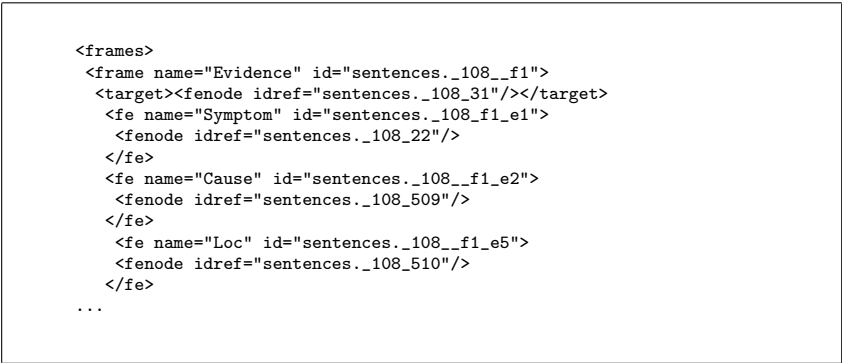 <frames>
<frame name="Evidence" id="sentences._108__f1">
<target><fenode idref="sentences._108_31"/></target>
<fe name="Symptom" id="sentences._108_f1_e1">
<fenode idref="sentences._108_22"/>
</fe>
<fe name="Cause" id="sentences._108__f1_e2">
<fenode idref="sentences._108_509"/>
</fe>
<fe name="Loc" id="sentences._108__f1_e5">
<fenode idref="sentences._108_510"/>
</fe>
...